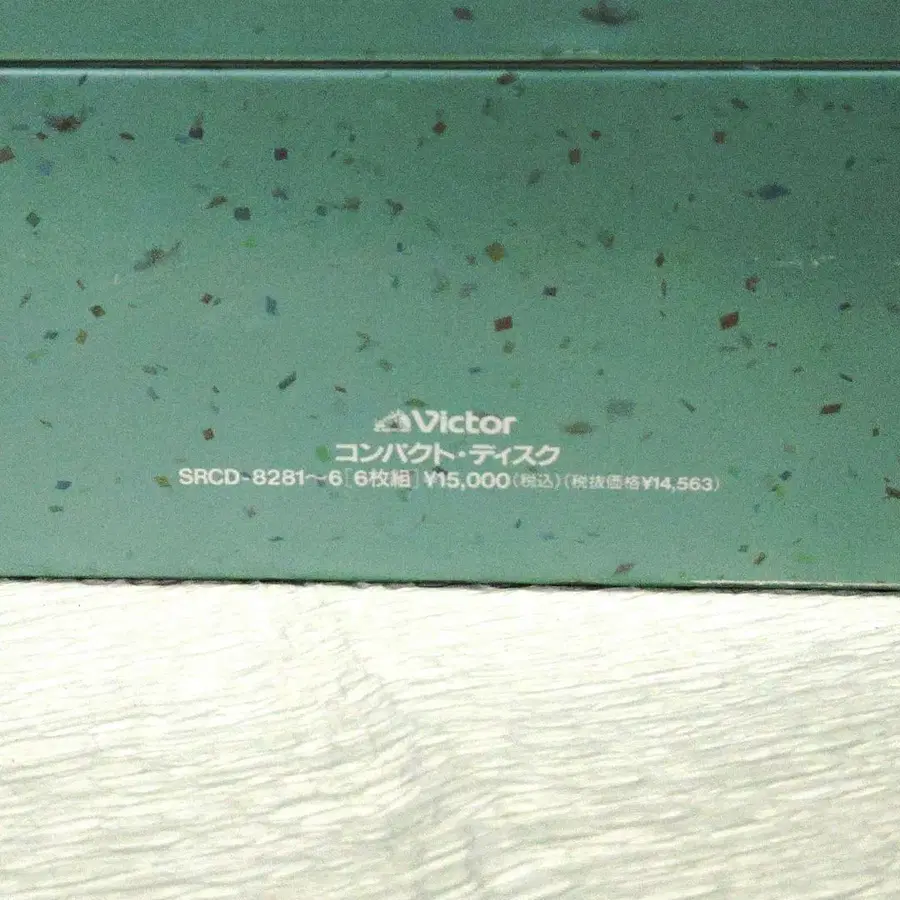 Victor
コンパクト・ディスク
SRCD-8281〜6[6枚組] ¥15,000(税込)(税抜価格¥14,563)